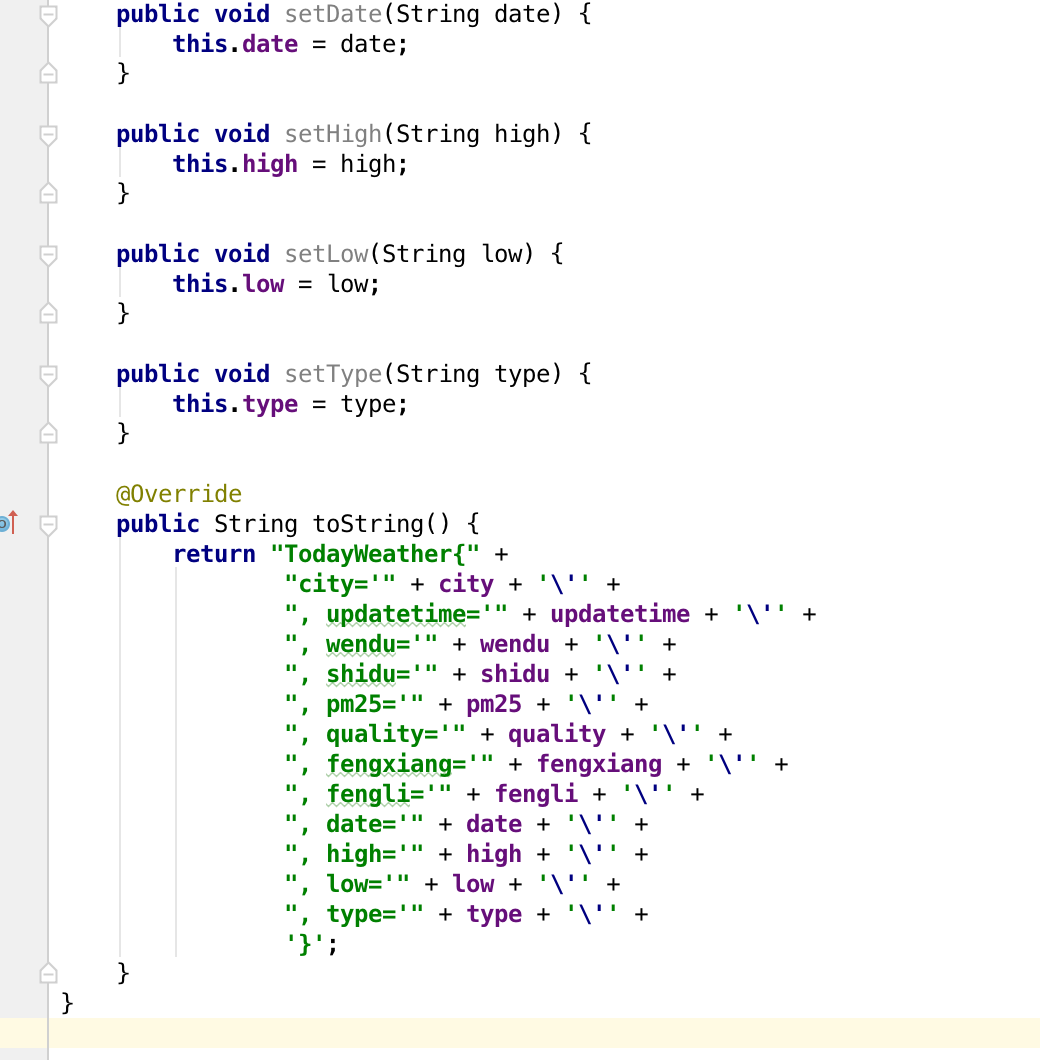 public void setDate(String date) {
this.date = date;
}
public void setHigh(String high) {
this.high = high;
}
public void setLow(String low) {
this.low = low;
}
public void setType(String type) {
this.type = type;
}
@Override
public String toString() {
return "TodayWeather{" +
"city='" + city + '\'' +
", updatetime='" + updatetime + '\'' +
", wendu='" + wendu + '\'' +
", shidu='" + shidu + '\'' +
", pm25='" + pm25 + '\'' +
", quality='" + quality + '\'' +
", fengxiang='" + fengxiang + '\'' +
", fengli='" + fengli + '\'' +
", date='" + date + '\'' +
", high='" + high + '\'' +
", low='" + low + '\'' +
", type='" + type + '\'' +
'}';
}
}